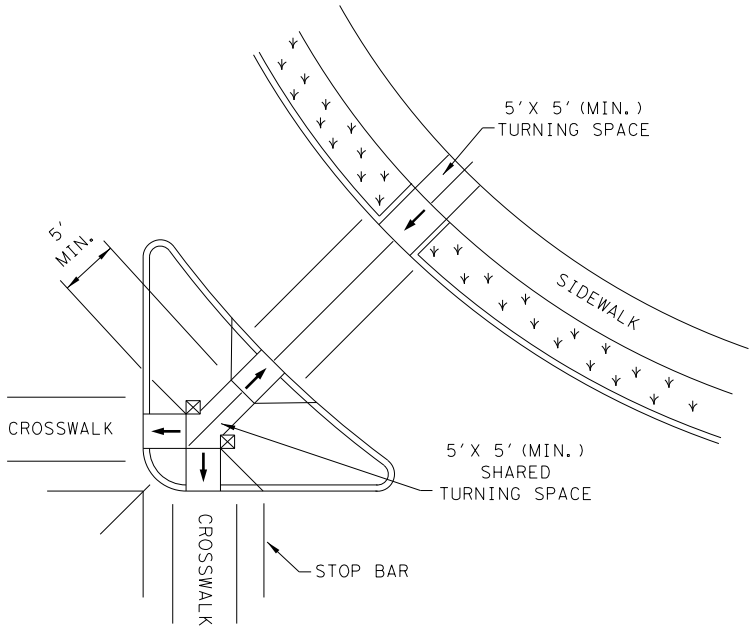 5' X 5' (MIN.)
TURNING SPACE
5'
MIN.
SIDEWALK
CROSSWALK
5' X 5' (MIN.)
SHARED
TURNING SPACE
CROSSWALK
STOP BAR